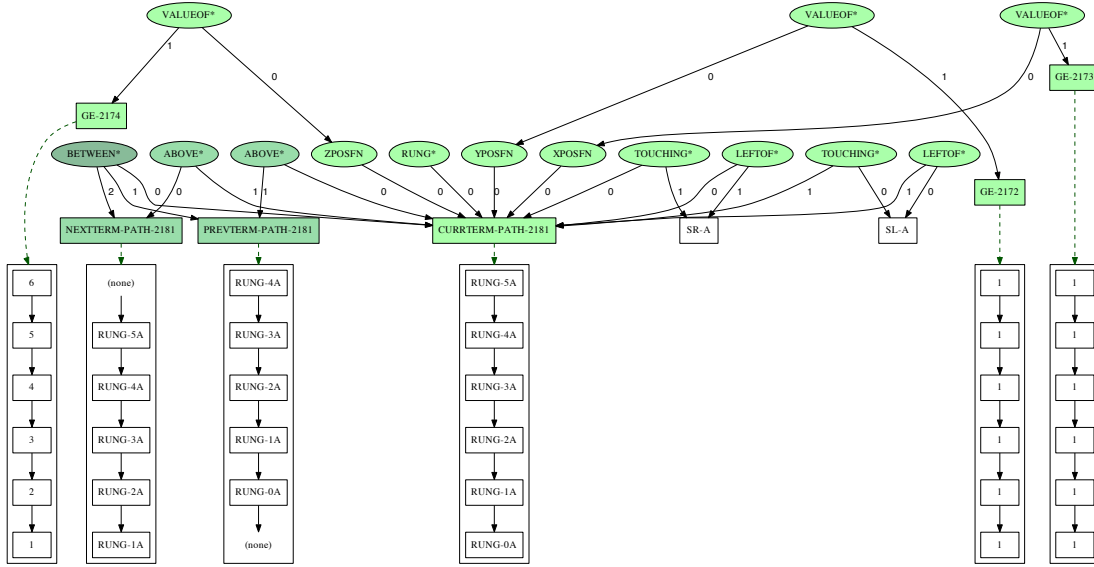 VALUEOF* VALUEOF* VALUEOF*
1 0 0 1 1 0
GE-2173
GE-2174
BETWEEN* ABOVE* ABOVE* ZPOSFN RUNG* YPOSFN XPOSFN TOUCHING* LEFTOF* TOUCHING* LEFTOF*
GE-2172
2 1 0 0 1 1 0 0 0 0 0 0 1 0 1 1 0 1 0
NEXTTERM-PATH-2181 PREVTERM-PATH-2181 CURRTERM-PATH-2181 SR-A SL-A
6 (none) RUNG-4A RUNG-5A 1 1
5 RUNG-5A RUNG-3A RUNG-4A 1 1
4 RUNG-4A RUNG-2A RUNG-3A 1 1
3 RUNG-3A RUNG-1A RUNG-2A 1 1
2 RUNG-2A RUNG-0A RUNG-1A 1 1
1 RUNG-1A (none) RUNG-0A 1 1